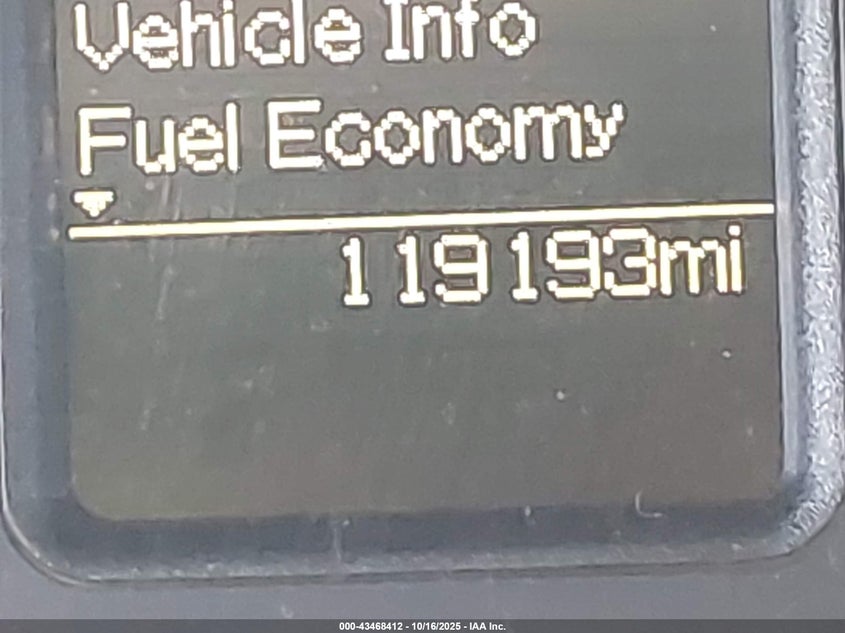 Vehicle Info
Fuel Economy
119193mi
000-43468412 - 10/16/2025 - IAA Inc.